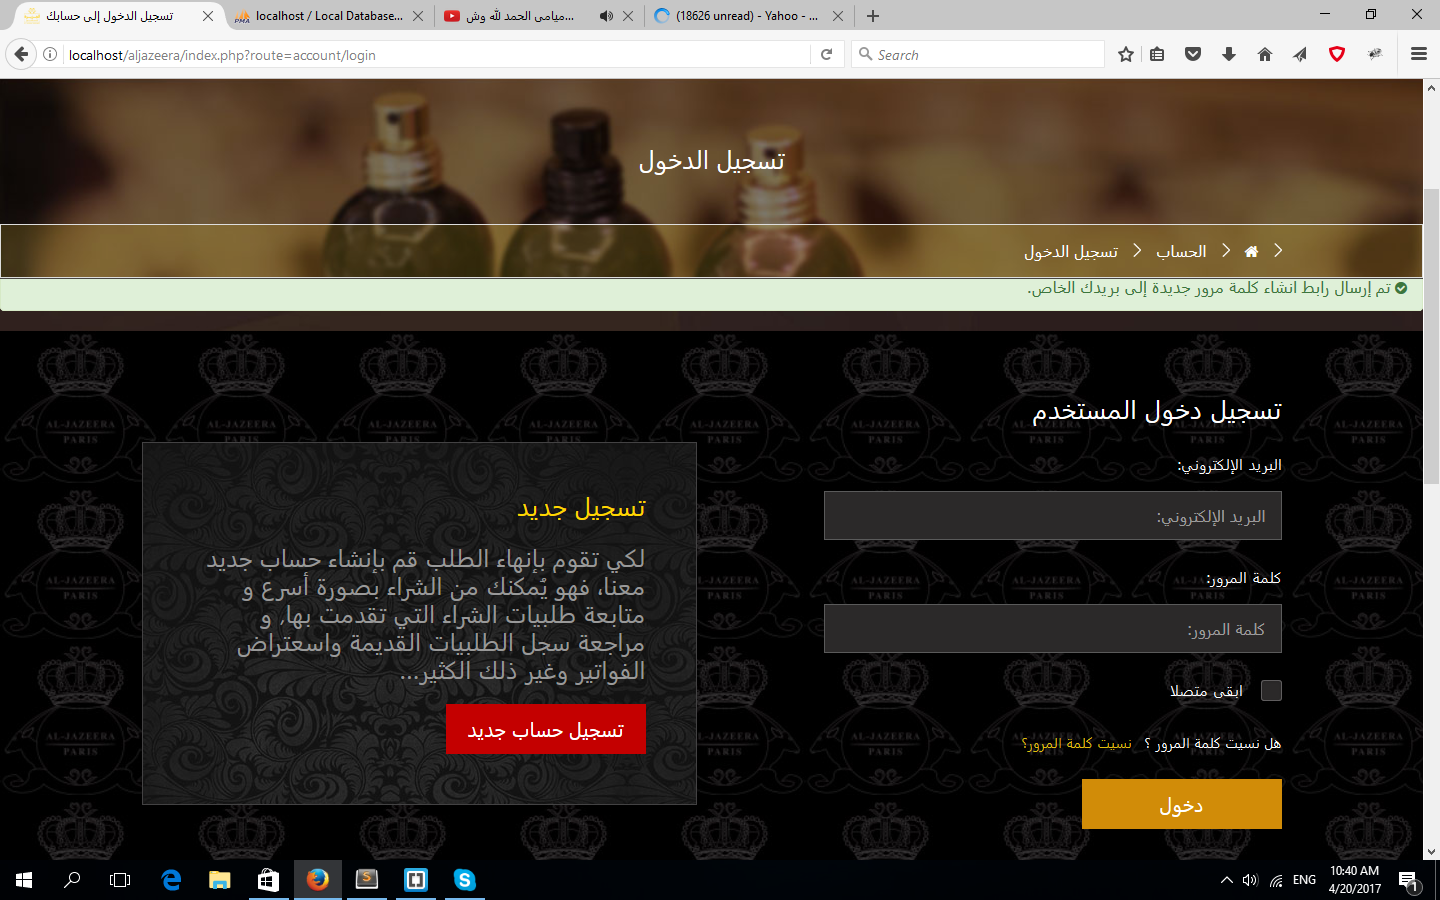 تسجيل الدخول إلى حسابك
localhost / Local Database...
ميامى الحمد لله وش...
(18626 unread) - Yahoo - ...
localhost/aljazeera/index.php?route=account/login
Search
تسجيل الدخول
الحساب
تسجيل الدخول
تم إرسال رابط انشاء كلمة مرور جديدة إلى بريدك الخاص.
تسجيل دخول المستخدم
البريد الإلكتروني:
البريد الإلكتروني:
كلمة المرور:
كلمة المرور:
ابقى متصلا
هل نسيت كلمة المرور ؟ نسيت كلمة المرور؟
دخول
تسجيل جديد
لكي تقوم بإنهاء الطلب قم بإنشاء حساب جديد
معنا، فهو يُمكنك من الشراء بصورة أسرع و
متابعة طلبيات الشراء التي تقدمت بها, و
مراجعة سجل الطلبيات القديمة واسعتراض
الفواتير وغير ذلك الكثير...
تسجيل حساب جديد
AL-JAZEERA
PARIS
ENG
10:40 AM
4/20/2017
1